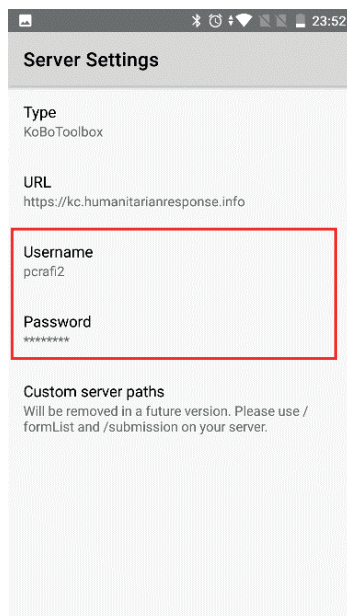 23:52
Server Settings
Type
KoBoToolbox
URL
https://kc.humanitarianresponse.info
Username
pcrafi2
Password
********
Custom server paths
Will be removed in a future version. Please use /
formList and /submission on your server.